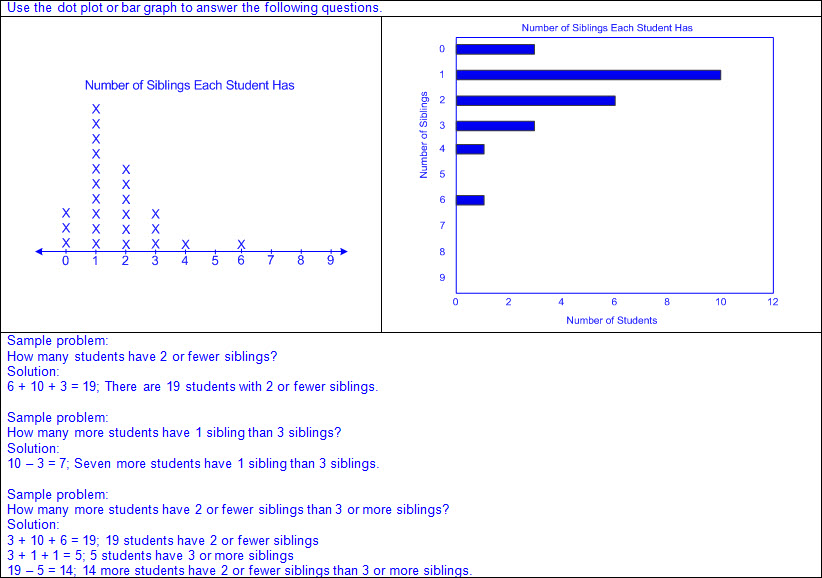 Use the dot plot or bar graph to answer the following questions.
Number of Siblings Each Student Has
X
X
X
X
X X
X X
X X
X X X X
X X X X
X X X X X X
0 1 2 3 4 5 6 7 8 9
Number of Siblings Each Student Has
Number of Siblings
0
1
2
3
4
5
6
7
8
9
0 2 4 6 8 10 12
Number of Students
Sample problem:
How many students have 2 or fewer siblings?
Solution:
6 + 10 + 3 = 19; There are 19 students with 2 or fewer siblings.
Sample problem:
How many more students have 1 sibling than 3 siblings?
Solution:
10 – 3 = 7; Seven more students have 1 sibling than 3 siblings.
Sample problem:
How many more students have 2 or fewer siblings than 3 or more siblings?
Solution:
3 + 10 + 6 = 19; 19 students have 2 or fewer siblings
3 + 1 + 1 = 5; 5 students have 3 or more siblings
19 – 5 = 14; 14 more students have 2 or fewer siblings than 3 or more siblings.